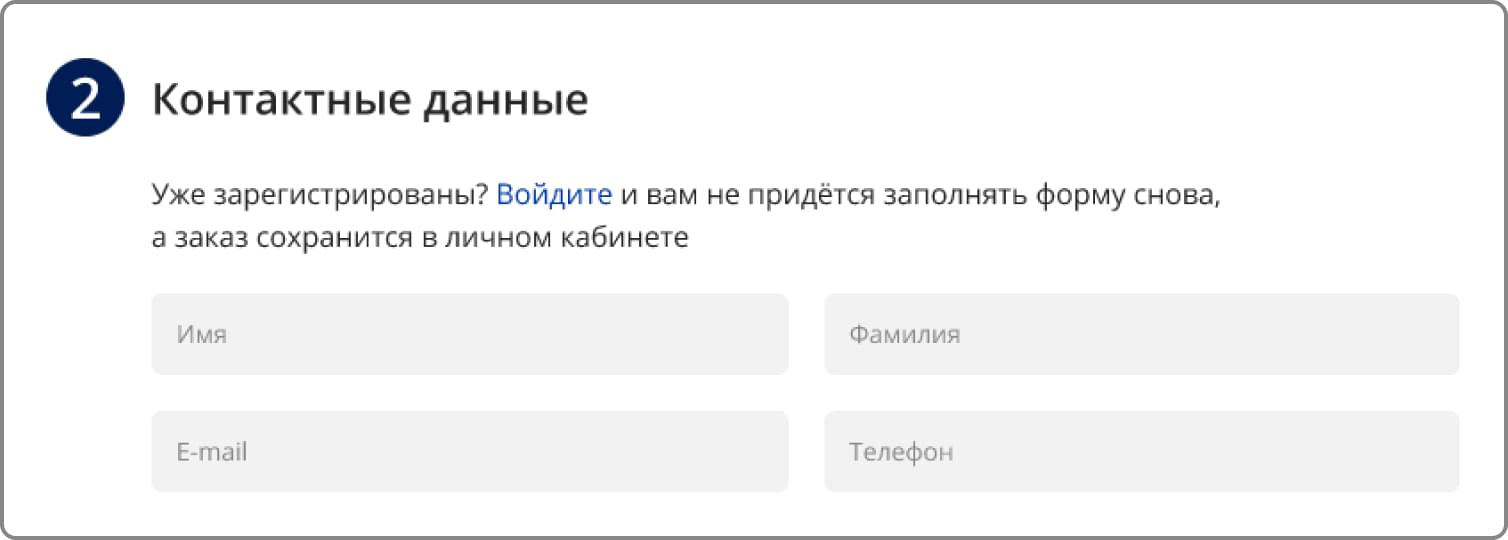 2 Контактные данные
Уже зарегистрированы? Войдите и вам не придётся заполнять форму снова,
а заказ сохранится в личном кабинете
Имя Фамилия
E-mail Телефон